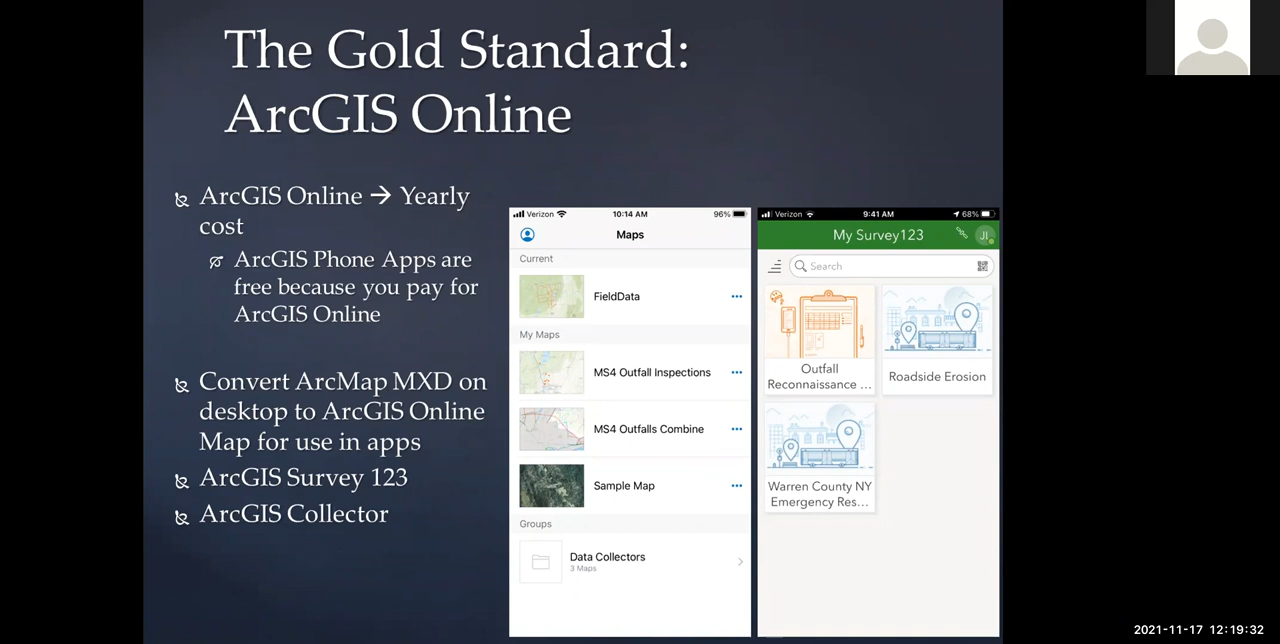 The Gold Standard:
ArcGIS Online
ArcGIS Online → Yearly
cost
ArcGIS Phone Apps are
free because you pay for
ArcGIS Online
Convert ArcMap MXD on
desktop to ArcGIS Online
Map for use in apps
ArcGIS Survey 123
ArcGIS Collector
Verizon 10:14 AM 96%
Maps
Current
FieldData
My Maps
MS4 Outfall Inspections
MS4 Outfalls Combine
Sample Map
Groups
Data Collectors
3 Maps
Verizon 9:41 AM 68%
My Survey123 JI
Search
Outfall
Reconnaissance ...
Roadside Erosion
Warren County NY
Emergency Res...
2021-11-17 12:19:32